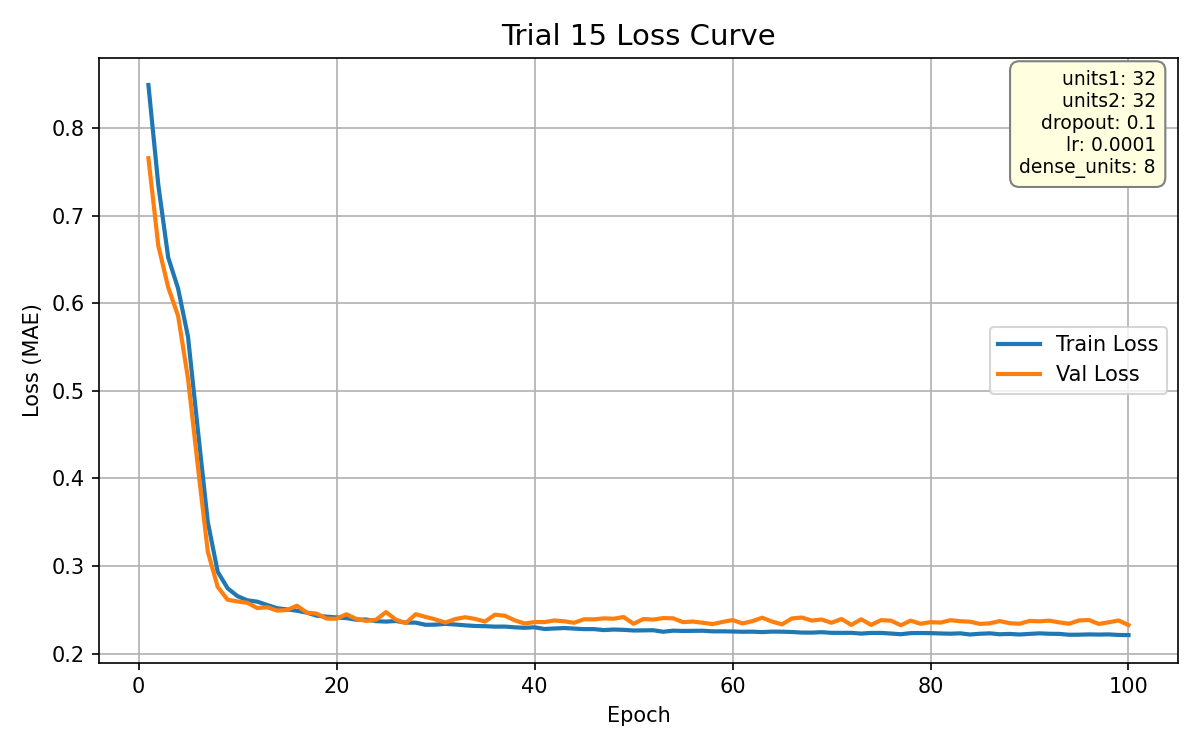 Trial 15 Loss Curve
units1: 32
units2: 32
dropout: 0.1
lr: 0.0001
dense_units: 8
Train Loss
Val Loss
Loss (MAE)
0.8
0.7
0.6
0.5
0.4
0.3
0.2
0 20 40 60 80 100
Epoch